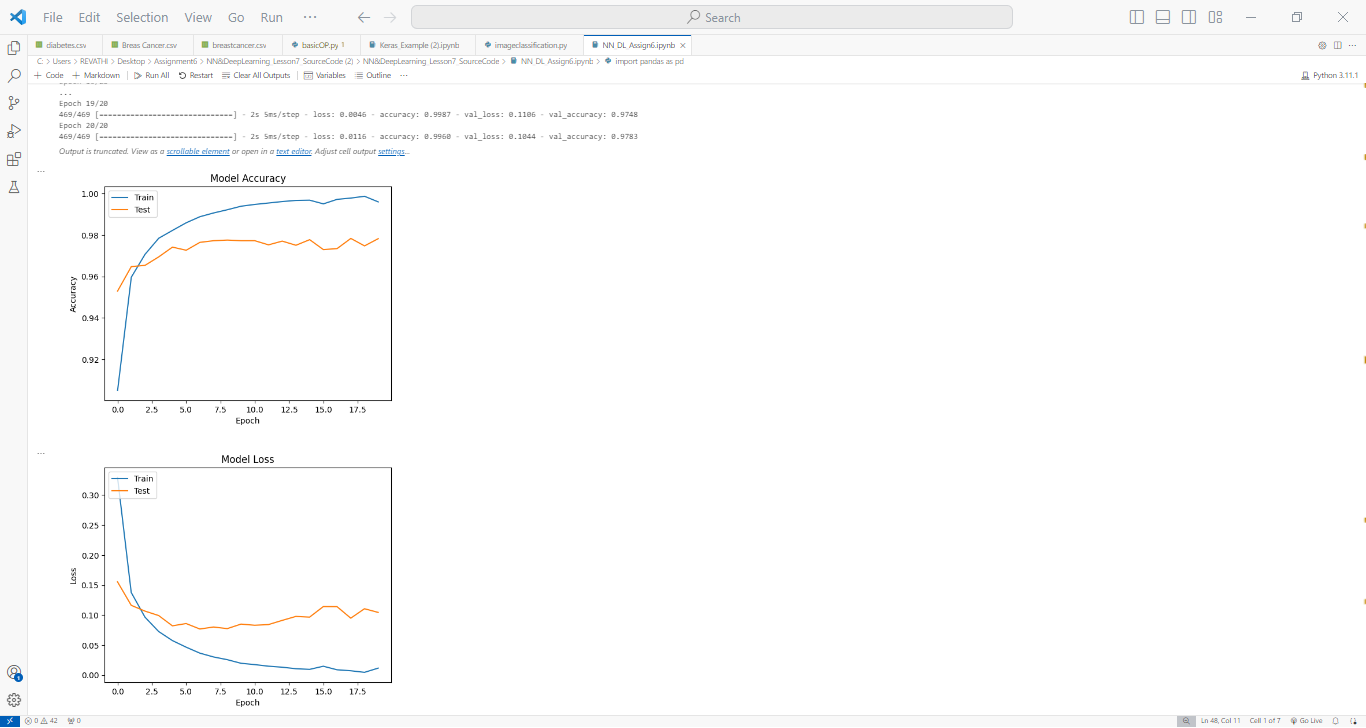 File Edit Selection View Go Run ··· Search
diabetes.csv Breas Cancer.csv breastcancer.csv basicOP.py 1 Keras_Example (2).ipynb imageclassification.py NN_DL_Assign6.ipynb
C: > Users > REVATHI > Desktop > Assignment6 > NN&DeepLearning_Lesson7_SourceCode (2) > NN&DeepLearning_Lesson7_SourceCode > NN_DL_Assign6.ipynb > import pandas as pd
+ Code + Markdown Run All Restart Clear All Outputs Variables Outline ··· Python 3.11.1
...
Epoch 19/20
469/469 [==============================] - 2s 5ms/step - loss: 0.0046 - accuracy: 0.9987 - val_loss: 0.1106 - val_accuracy: 0.9748
Epoch 20/20
469/469 [==============================] - 2s 5ms/step - loss: 0.0116 - accuracy: 0.9960 - val_loss: 0.1044 - val_accuracy: 0.9783
Output is truncated. View as a scrollable element or open in a text editor. Adjust cell output settings...
...
Model Accuracy
Train
Test
1.00
0.98
0.96
0.94
0.92
Accuracy
0.0 2.5 5.0 7.5 10.0 12.5 15.0 17.5
Epoch
...
Model Loss
Train
Test
0.30
0.25
0.20
0.15
0.10
0.05
0.00
Loss
0.0 2.5 5.0 7.5 10.0 12.5 15.0 17.5
Epoch
1
0 42 0 Ln 48, Col 11 Cell 1 of 7 Go Live